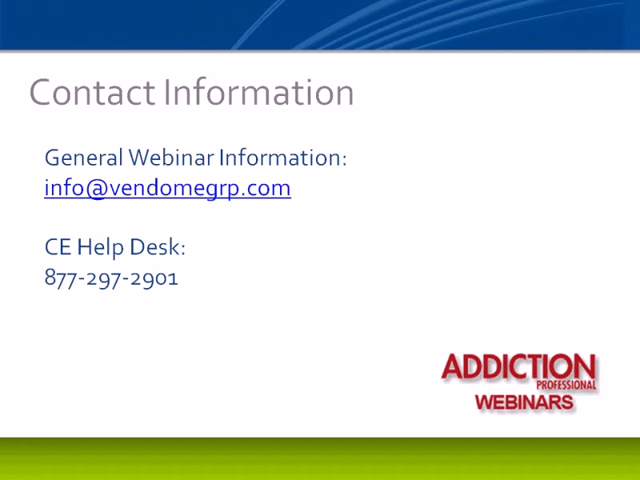 Contact Information
General Webinar Information:
info@vendomegrp.com
CE Help Desk:
877-297-2901
ADDICTION
PROFESSIONAL
WEBINARS